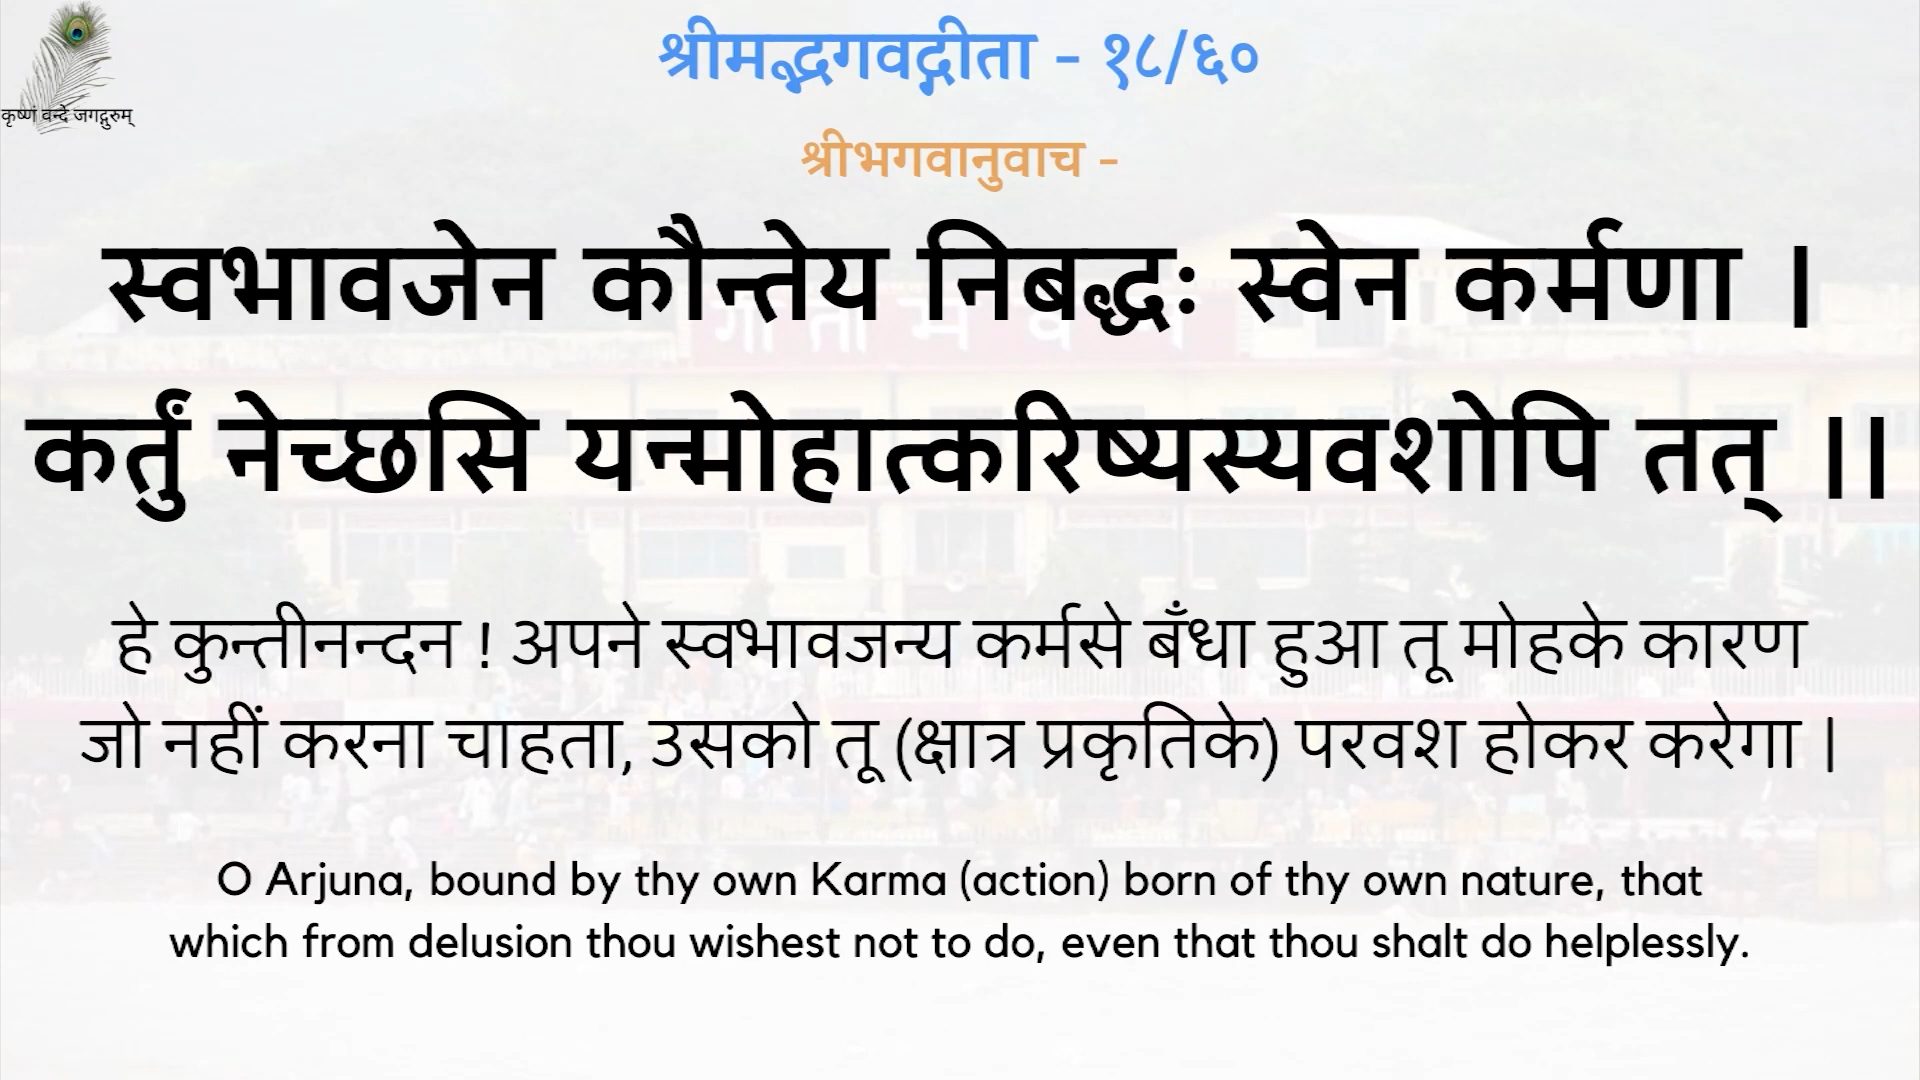 श्रीमद्भगवद्गीता - १८/६०
कृष्णं वन्दे जगद्गुरुम्
श्रीभगवानुवाच -
स्वभावजेन कौन्तेय निबद्धः स्वेन कर्मणा ।
गीता भवन
कर्तुं नेच्छसि यन्मोहात्करिष्यस्यवशोपि तत् ।।
हे कुन्तीनन्दन ! अपने स्वभावजन्य कर्मसे बँधा हुआ तू मोहके कारण
जो नहीं करना चाहता, उसको तू (क्षात्र प्रकृतिके) परवश होकर करेगा |
O Arjuna, bound by thy own Karma (action) born of thy own nature, that
which from delusion thou wishest not to do, even that thou shalt do helplessly.